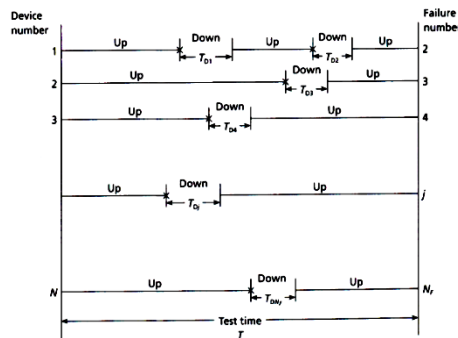 Device number Failure number
Up Down Up Down Up
1 T_D1 T_D2 2
Up Down Up
2 T_D3 3
Up Down Up
3 T_D4 4
Up Down Up
T_Dj j
Up Down Up
N T_DN_f N_F
Test time
T